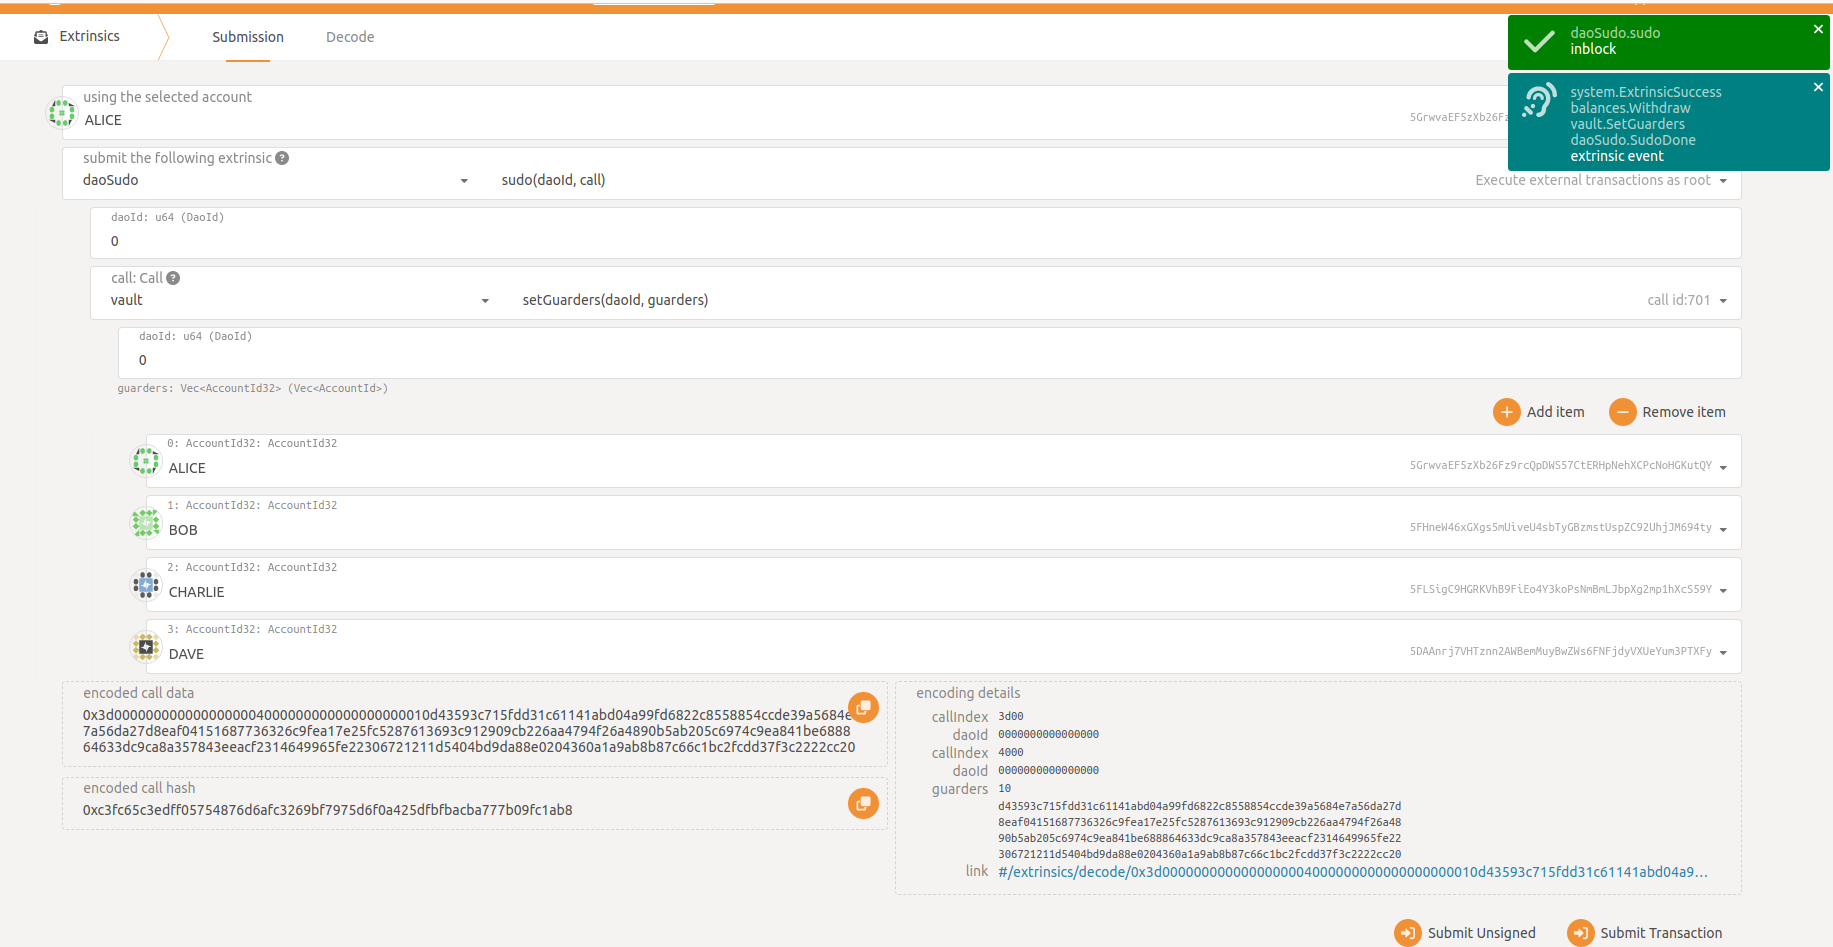 Extrinsics
Submission
Decode
daoSudo.sudo
inblock
system.ExtrinsicSuccess
balances.Withdraw
vault.SetGuarders
daoSudo.SudoDone
extrinsic event
using the selected account
ALICE
5GrwvaEF5zXb26Fz
submit the following extrinsic
daoSudo
sudo(daoId, call)
Execute external transactions as root
daoId: u64 (DaoId)
0
call: Call
vault
setGuarders(daoId, guarders)
call id:701
daoId: u64 (DaoId)
0
guarders: Vec<AccountId32> (Vec<AccountId>)
Add item
Remove item
0: AccountId32: AccountId32
ALICE
5GrwvaEF5zXb26Fz9rcQpDWS57CtERHpNehXCPcNoHGKutQY
1: AccountId32: AccountId32
BOB
5FHneW46xGXgs5mUiveU4sbTyGBzmstUspZC92UhjJM694ty
2: AccountId32: AccountId32
CHARLIE
5FLSigC9HGRKVhB9FiEo4Y3koPsNmBmLJbpXg2mp1hXcS59Y
3: AccountId32: AccountId32
DAVE
5DAAnrj7VHTznn2AWBemMuyBwZWs6FNFjdyVXUeYum3PTXFy
encoded call data
0x3d0000000000000000004000000000000000000010d43593c715fdd31c61141abd04a99fd6822c8558854ccde39a5684e
7a56da27d8eaf04151687736326c9fea17e25fc5287613693c912909cb226aa4794f26a4890b5ab205c6974c9ea841be6888
64633dc9ca8a357843eeacf2314649965fe22306721211d5404bd9da88e0204360a1a9ab8b87c66c1bc2fcdd37f3c2222cc20
encoded call hash
0xc3fc65c3edff05754876d6afc3269bf7975d6f0a425dfbfbacba777b09fc1ab8
encoding details
callIndex
3d00
daoId
0000000000000000
callIndex
4000
daoId
0000000000000000
guarders
10
d43593c715fdd31c61141abd04a99fd6822c8558854ccde39a5684e7a56da27d
8eaf04151687736326c9fea17e25fc5287613693c912909cb226aa4794f26a48
90b5ab205c6974c9ea841be688864633dc9ca8a357843eeacf2314649965fe22
306721211d5404bd9da88e0204360a1a9ab8b87c66c1bc2fcdd37f3c2222cc20
link
#/extrinsics/decode/0x3d0000000000000000004000000000000000000010d43593c715fdd31c61141abd04a9...
Submit Unsigned
Submit Transaction